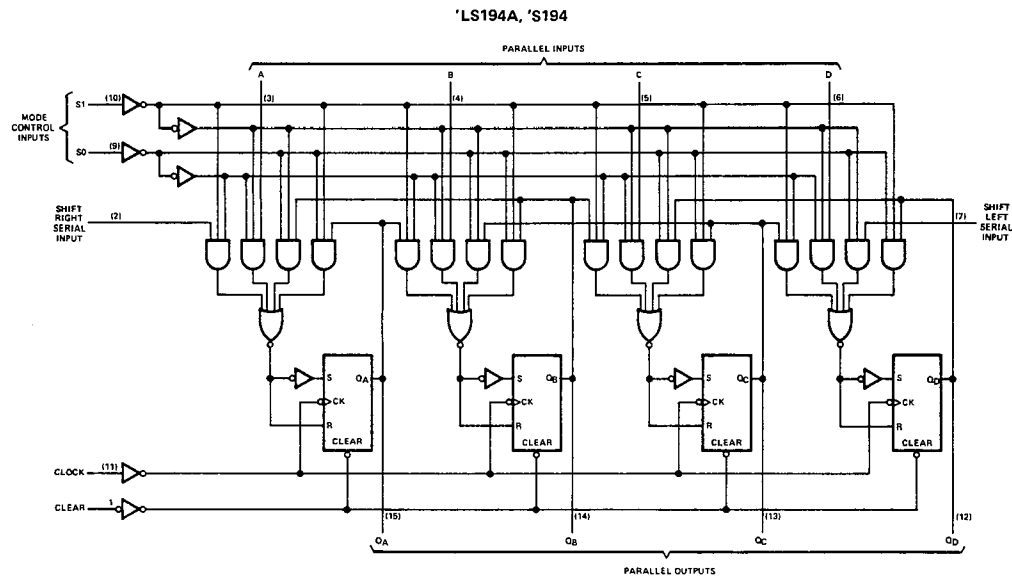 'LS194A, 'S194
PARALLEL INPUTS
A
B
C
D
S1
(10)
(3)
(4)
(5)
(6)
MODE
CONTROL
INPUTS
S0
(9)
SHIFT
RIGHT
SERIAL
INPUT
(2)
(7)
SHIFT
LEFT
SERIAL
INPUT
S
QA
CK
R
CLEAR
S
QB
CK
R
CLEAR
S
QC
CK
R
CLEAR
S
QD
CK
R
CLEAR
CLOCK
(11)
CLEAR
1
(15)
(14)
(13)
(12)
QA
QB
QC
QD
PARALLEL OUTPUTS